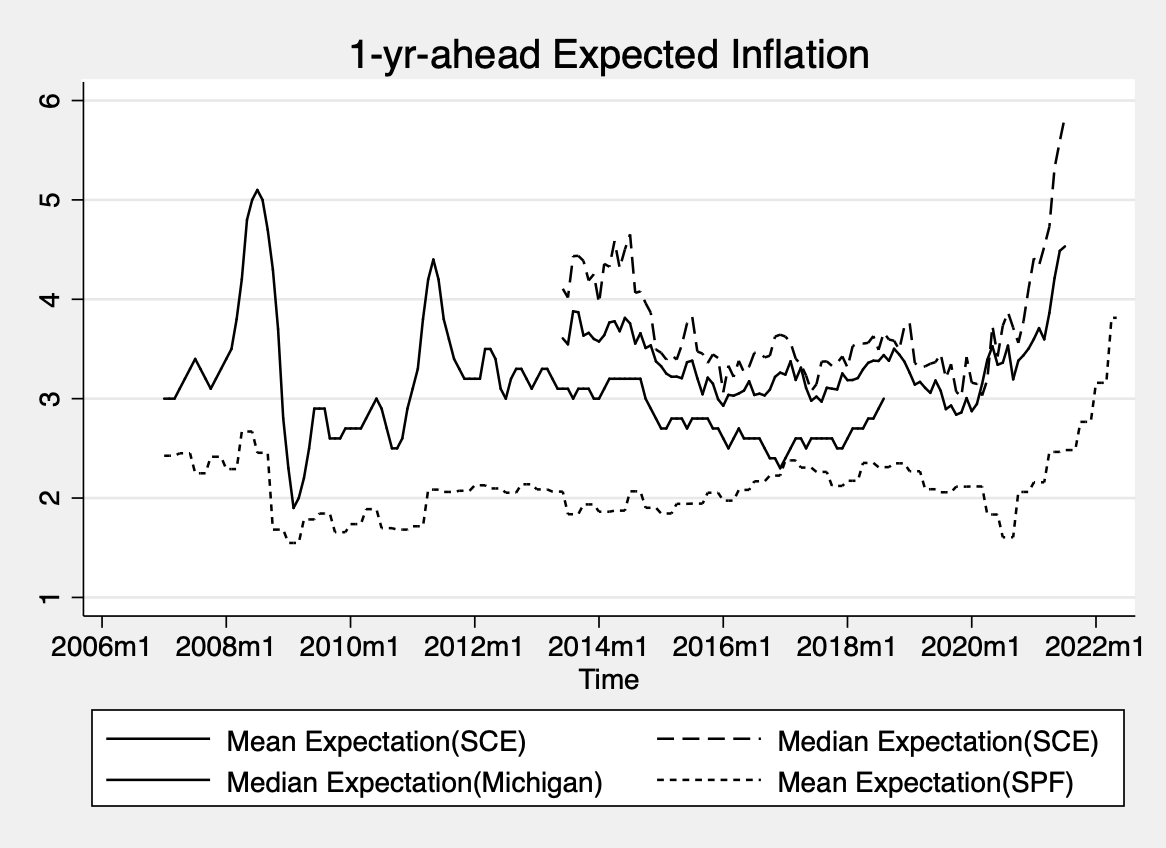 1-yr-ahead Expected Inflation
6
5
4
3
2
1
2006m1 2008m1 2010m1 2012m1 2014m1 2016m1 2018m1 2020m1 2022m1
Time
Mean Expectation(SCE) Median Expectation(SCE)
Median Expectation(Michigan) Mean Expectation(SPF)